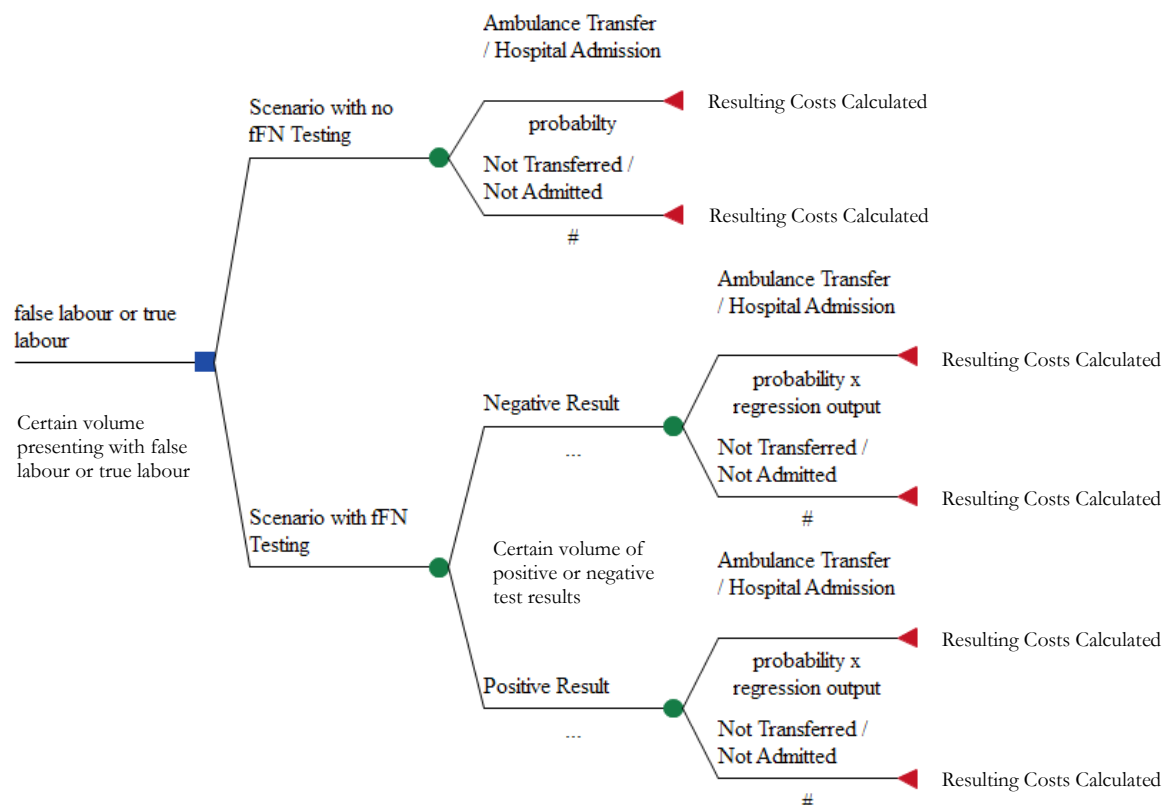 Ambulance Transfer
/ Hospital Admission
Resulting Costs Calculated
Scenario with no
fFN Testing
probabilty
Not Transferred /
Not Admitted
Resulting Costs Calculated
#
Ambulance Transfer
/ Hospital Admission
false labour or true
labour
Resulting Costs Calculated
probability x
regression output
Negative Result
...
Certain volume
presenting with false
labour or true labour
Not Transferred /
Not Admitted
Resulting Costs Calculated
#
Scenario with fFN
Testing
Certain volume of
positive or negative
test results
Ambulance Transfer
/ Hospital Admission
Resulting Costs Calculated
probability x
regression output
Positive Result
...
Not Transferred /
Not Admitted
Resulting Costs Calculated
#